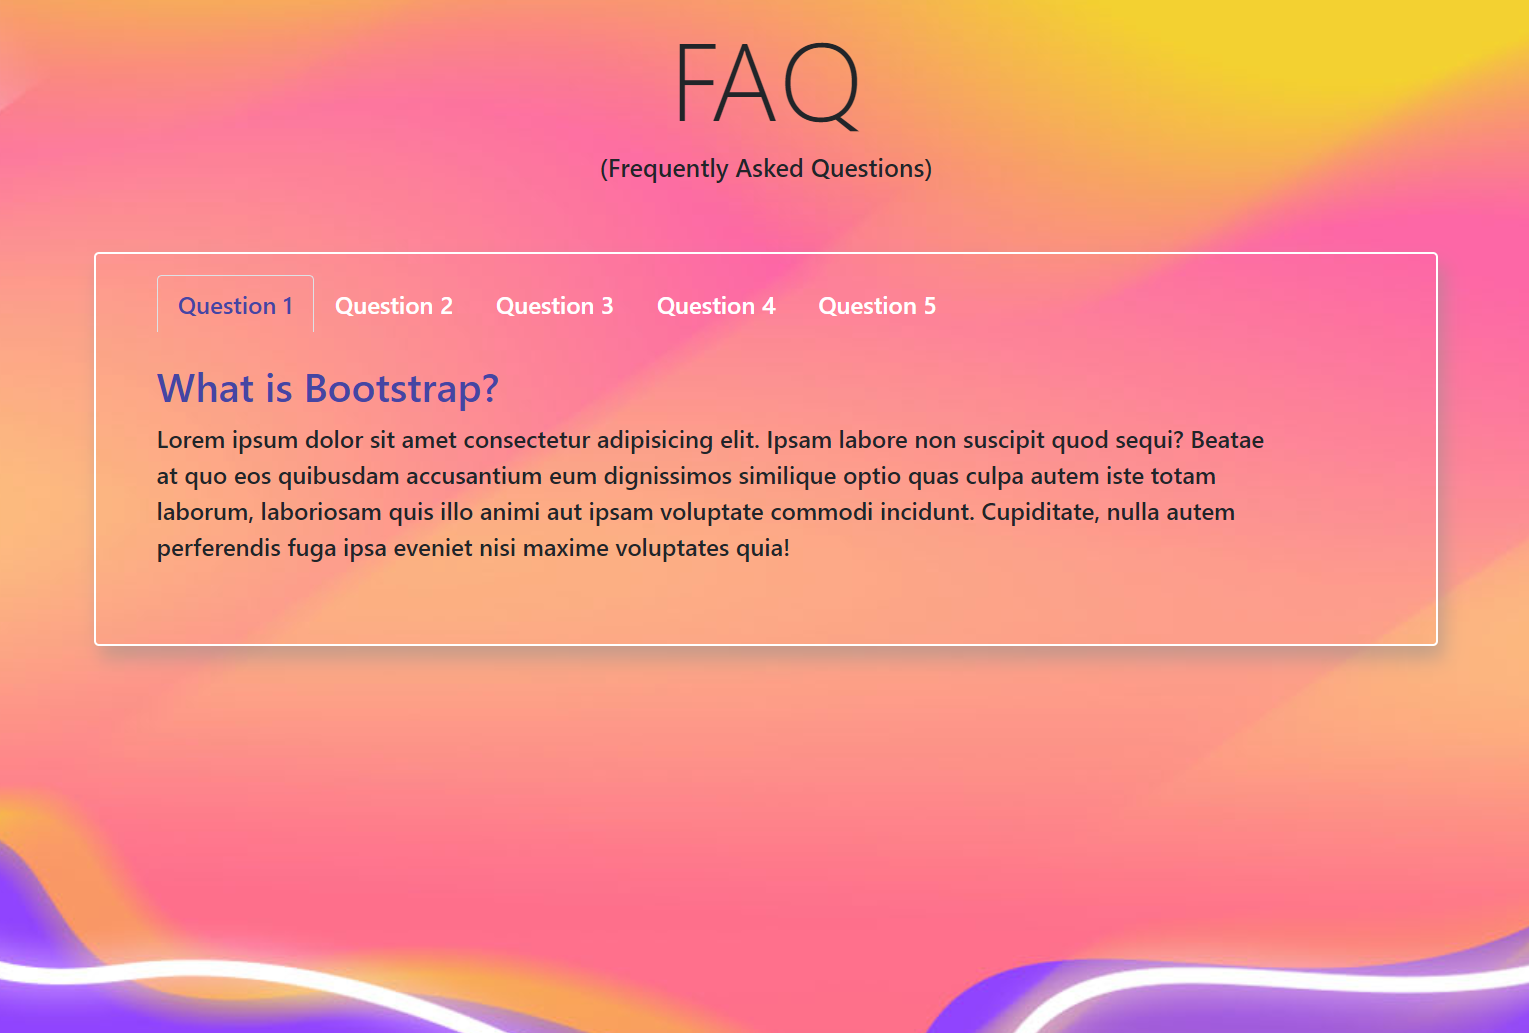 FAQ
(Frequently Asked Questions)
Question 1 Question 2 Question 3 Question 4 Question 5
What is Bootstrap?
Lorem ipsum dolor sit amet consectetur adipisicing elit. Ipsam labore non suscipit quod sequi? Beatae
at quo eos quibusdam accusantium eum dignissimos similique optio quas culpa autem iste totam
laborum, laboriosam quis illo animi aut ipsam voluptate commodi incidunt. Cupiditate, nulla autem
perferendis fuga ipsa eveniet nisi maxime voluptates quia!